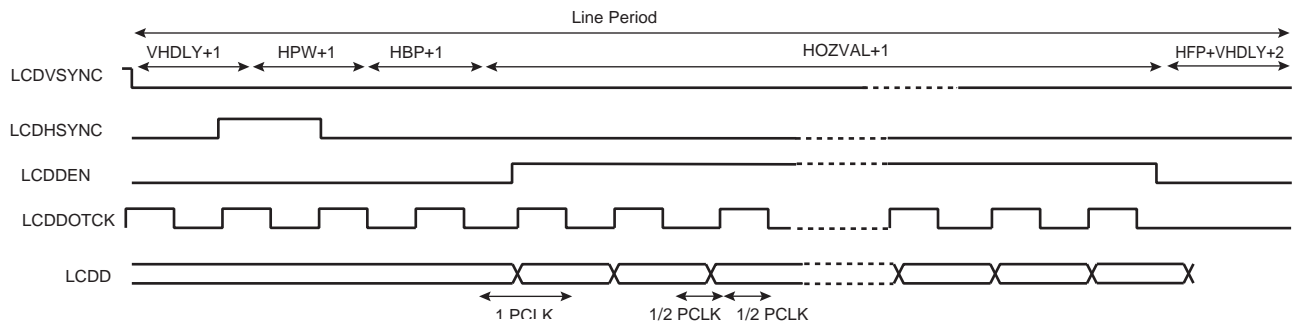 Line Period
VHDLY+1 HPW+1 HBP+1 HOZVAL+1 HFP+VHDLY+2
LCDVSYNC
LCDHSYNC
LCDDEN
LCDDOTCK
LCDD
1 PCLK 1/2 PCLK 1/2 PCLK